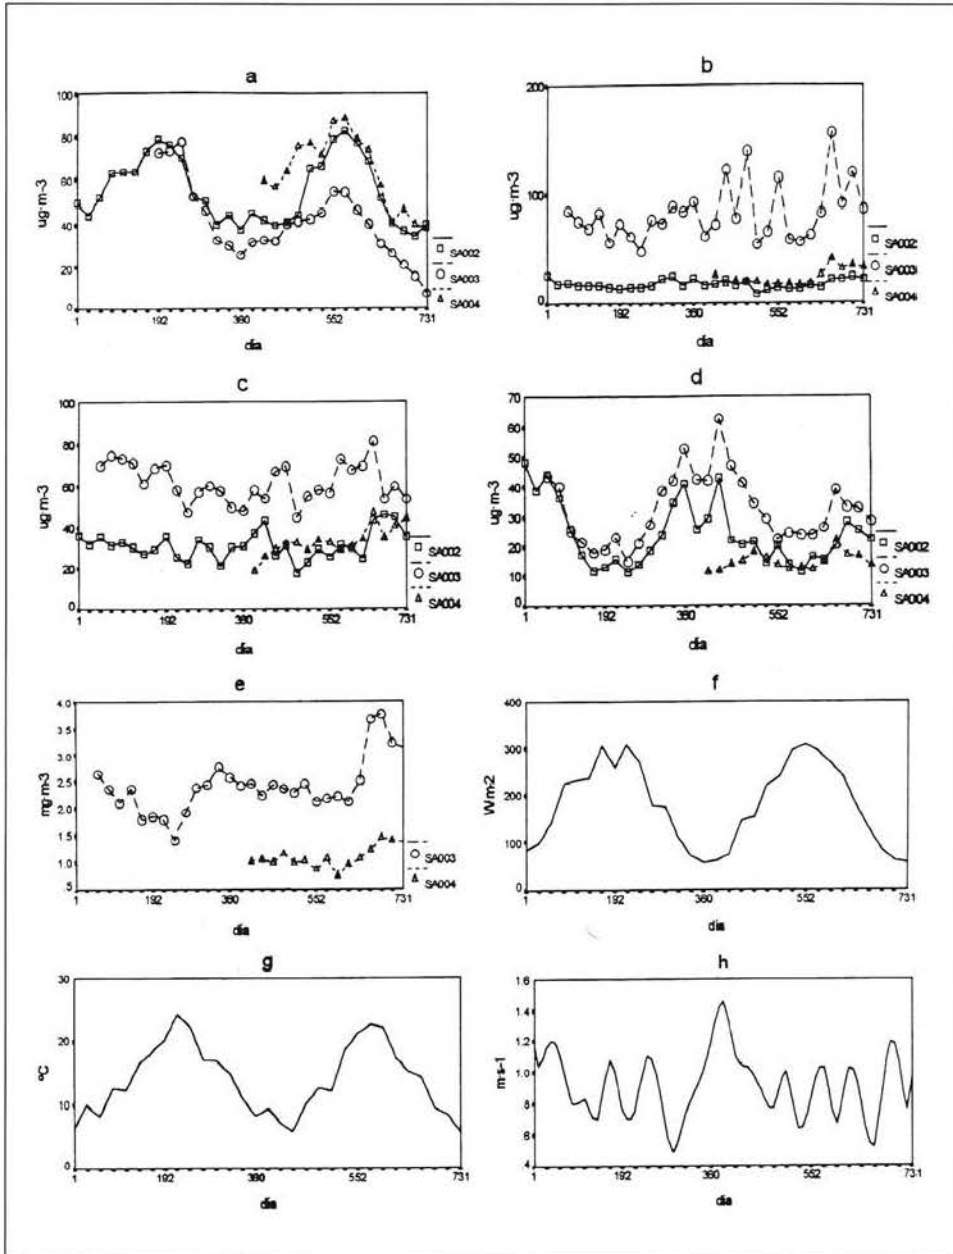 a
ug·m-3
100
80
60
40
20
0
1
192
360
552
731
dia
SA002
SA003
SA004
b
ug·m-3
200
100
0
1
192
360
552
731
dia
SA002
SA003
SA004
c
ug·m-3
100
80
60
40
20
0
1
192
360
552
731
dia
SA002
SA003
SA004
d
ug·m-3
70
60
50
40
30
20
10
0
1
192
360
552
731
dia
SA002
SA003
SA004
e
mg·m-3
4.0
3.5
3.0
2.5
2.0
1.5
1.0
.5
1
192
360
552
731
dia
SA003
SA004
f
W/m2
400
300
200
100
0
1
192
360
552
731
dia
g
ºC
30
20
10
0
1
192
360
552
731
dia
h
m·s-1
1.6
1.4
1.2
1.0
.8
.6
.4
1
192
360
552
731
dia